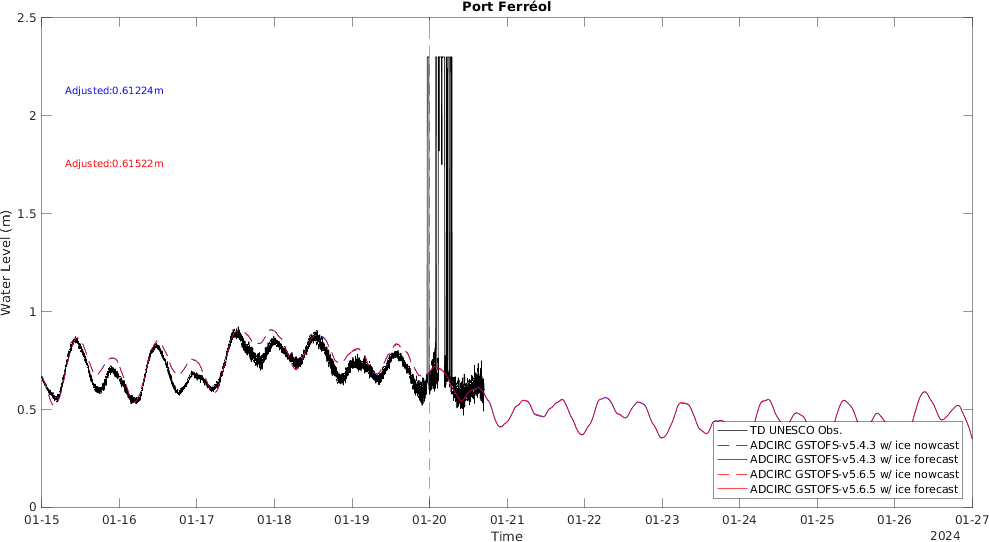 Port Ferréol
2.5
2
1.5
1
0.5
0
Water Level (m)
Adjusted:0.61224m
Adjusted:0.61522m
TD UNESCO Obs.
ADCIRC GSTOFS-v5.4.3 w/ ice nowcast
ADCIRC GSTOFS-v5.4.3 w/ ice forecast
ADCIRC GSTOFS-v5.6.5 w/ ice nowcast
ADCIRC GSTOFS-v5.6.5 w/ ice forecast
01-15 01-16 01-17 01-18 01-19 01-20 01-21 01-22 01-23 01-24 01-25 01-26 01-27
Time
2024